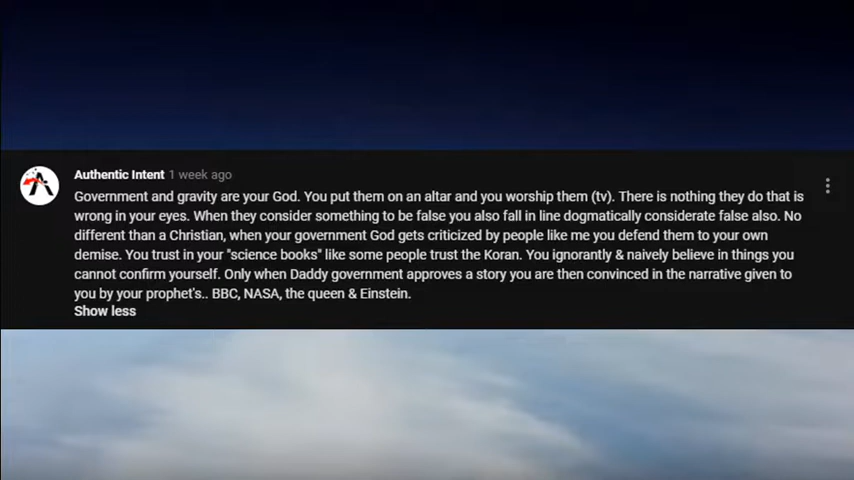 Authentic Intent 1 week ago
Government and gravity are your God. You put them on an altar and you worship them (tv). There is nothing they do that is
wrong in your eyes. When they consider something to be false you also fall in line dogmatically considerate false also. No
different than a Christian, when your government God gets criticized by people like me you defend them to your own
demise. You trust in your "science books" like some people trust the Koran. You ignorantly & naively believe in things you
cannot confirm yourself. Only when Daddy government approves a story you are then convinced in the narrative given to
you by your prophet's.. BBC, NASA, the queen & Einstein.
Show less